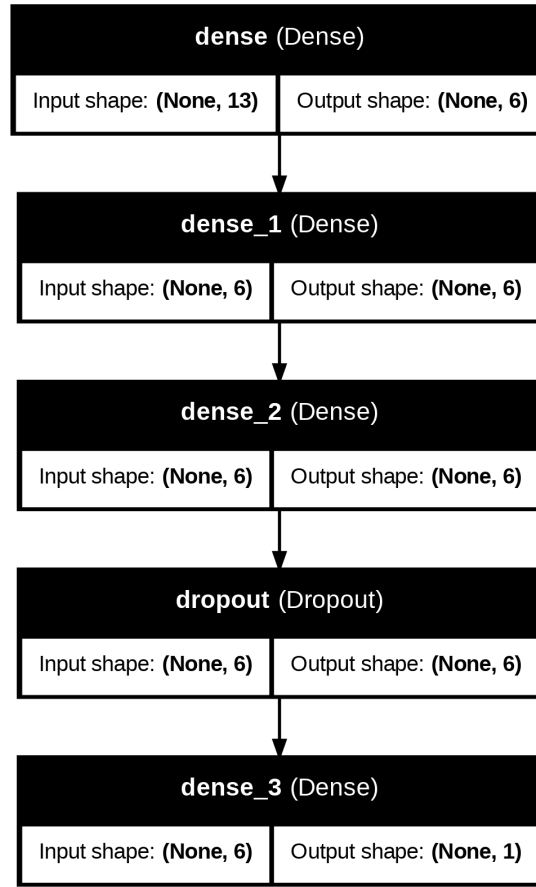 dense (Dense)
Input shape: (None, 13) Output shape: (None, 6)
dense_1 (Dense)
Input shape: (None, 6) Output shape: (None, 6)
dense_2 (Dense)
Input shape: (None, 6) Output shape: (None, 6)
dropout (Dropout)
Input shape: (None, 6) Output shape: (None, 6)
dense_3 (Dense)
Input shape: (None, 6) Output shape: (None, 1)